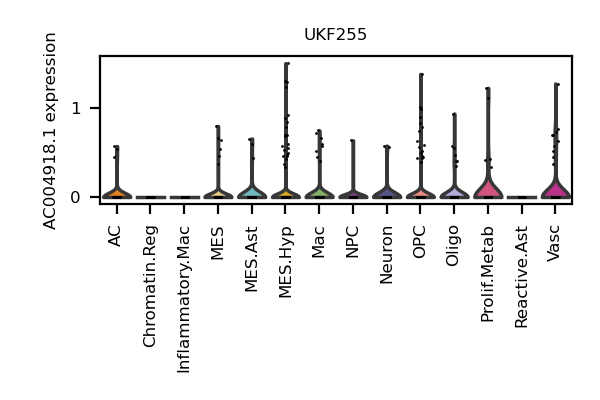 UKF255
AC004918.1 expression
1
0
AC
Chromatin.Reg
Inflammatory.Mac
MES
MES.Ast
MES.Hyp
Mac
NPC
Neuron
OPC
Oligo
Prolif.Metab
Reactive.Ast
Vasc